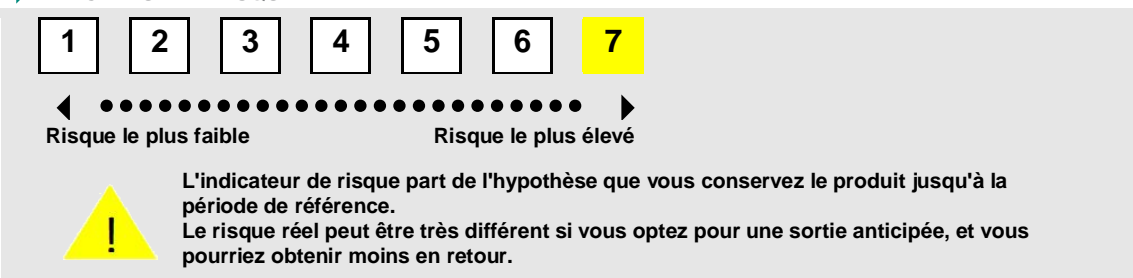 1 2 3 4 5 6 7
Risque le plus faible Risque le plus élevé
L'indicateur de risque part de l'hypothèse que vous conservez le produit jusqu'à la
période de référence.
Le risque réel peut être très différent si vous optez pour une sortie anticipée, et vous
pourriez obtenir moins en retour.
!